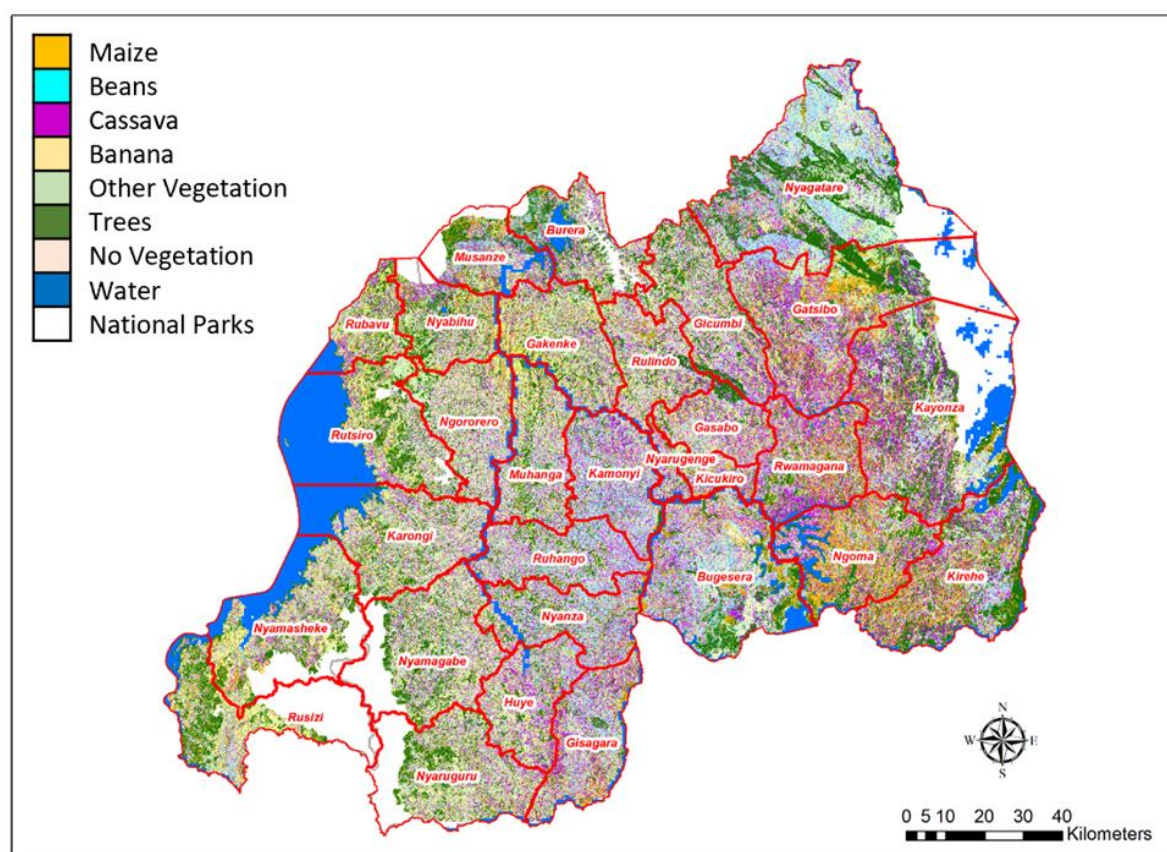 Maize
Beans
Cassava
Banana
Other Vegetation
Trees
No Vegetation
Water
National Parks
Nyagatare
Burera
Musanze
Gatsibo
Rubavu
Nyabihu
Gicumbi
Gakenke
Rulindo
Kayonza
Gasabo
Rutsiro
Ngororero
Nyarugenge
Rwamagana
Muhanga
Kamonyi
Kicukiro
Karongi
Ruhango
Ngoma
Bugesera
Kirehe
Nyanza
Nyamasheke
Nyamagabe
Huye
Rusizi
Gisagara
Nyaruguru
N
W
E
S
0 5 10 20 30 40
Kilometers